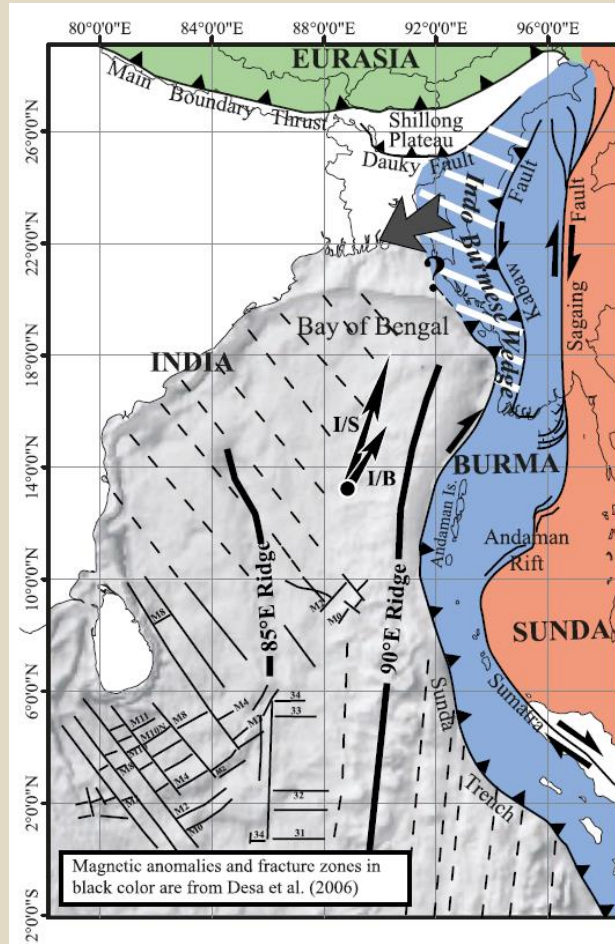 80°0'0"E 84°0'0"E 88°0'0"E 92°0'0"E 96°0'0"E
EURASIA
Main Boundary Thrust
Shillong
Plateau
Dauky Fault
26°0'0"N
Indo Burmese Wedge
Fault
Kabaw
Fault
Sagaing
22°0'0"N
?
Bay of Bengal
INDIA
18°0'0"N
I/S
I/B
BURMA
14°0'0"N
Andaman Is.
Andaman
Rift
85°E Ridge
90°E Ridge
10°0'0"N
M0
M8
SUNDA
Sumatra
Sunda
Trench
6°0'0"N
34
33
M4
M11
M8
M10N
M4
M2
M0
32
31
34
2°0'0"N
2°0'0"S
Magnetic anomalies and fracture zones in
black color are from Desa et al. (2006)